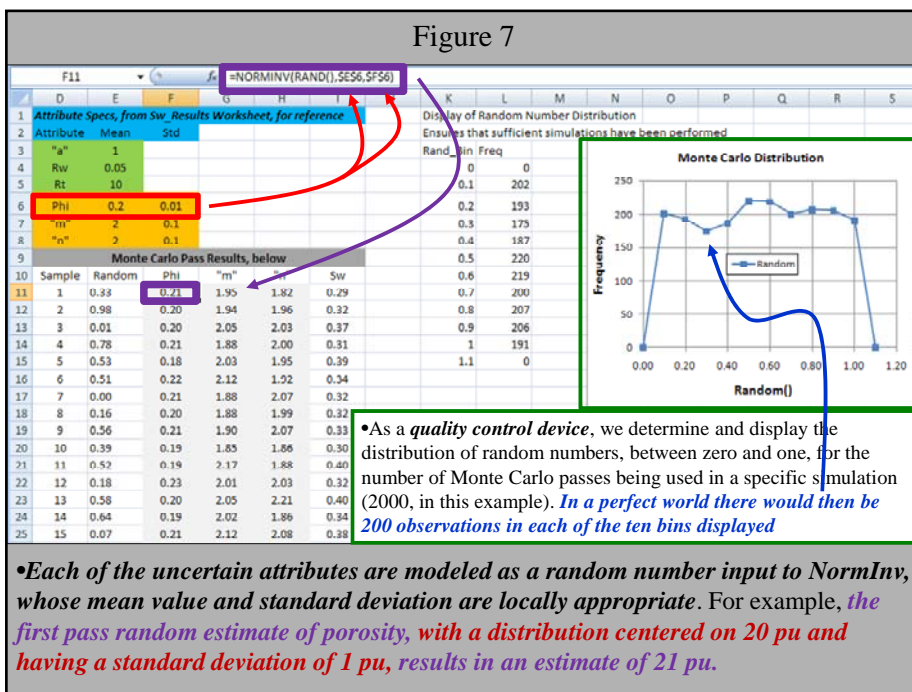 Figure 7
F11 fx =NORMINV(RAND(),$E$6,$F$6)
D E F G H I K L M N O P Q R S
1 Attribute Specs, from Sw_Results Worksheet, for reference Display of Random Number Distribution
2 Attribute Mean Std Ensures that sufficient simulations have been performed
3 "a" 1 Rand_Bin Freq
4 Rw 0.05 0 0
5 Rt 10 0.1 202
6 Phi 0.2 0.01 0.2 193
7 "m" 2 0.1 0.3 175
8 "n" 2 0.1 0.4 187
9 Monte Carlo Pass Results, below 0.5 220
10 Sample Random Phi "m" "n" Sw 0.6 219
11 1 0.33 0.21 1.95 1.82 0.29 0.7 200
12 2 0.98 0.20 1.94 1.96 0.32 0.8 207
13 3 0.01 0.20 2.05 2.03 0.37 0.9 206
14 4 0.78 0.21 1.88 2.00 0.31 1 191
15 5 0.53 0.18 2.03 1.95 0.39 1.1 0
16 6 0.51 0.22 2.12 1.92 0.34
17 7 0.00 0.21 1.88 2.07 0.32
18 8 0.16 0.20 1.88 1.99 0.32
19 9 0.56 0.21 1.90 2.07 0.33
20 10 0.39 0.19 1.85 1.86 0.30
21 11 0.52 0.19 2.17 1.88 0.40
22 12 0.18 0.23 2.01 2.03 0.32
23 13 0.58 0.20 2.05 2.21 0.40
24 14 0.64 0.19 2.02 1.86 0.34
25 15 0.07 0.21 2.12 2.08 0.38
Monte Carlo Distribution
250
200
150
100
50
0
Frequency
Random
0.00 0.20 0.40 0.60 0.80 1.00 1.20
Random()
•As a quality control device, we determine and display the
distribution of random numbers, between zero and one, for the
number of Monte Carlo passes being used in a specific simulation
(2000, in this example). In a perfect world there would then be
200 observations in each of the ten bins displayed
•Each of the uncertain attributes are modeled as a random number input to NormInv,
whose mean value and standard deviation are locally appropriate. For example, the
first pass random estimate of porosity, with a distribution centered on 20 pu and
having a standard deviation of 1 pu, results in an estimate of 21 pu.